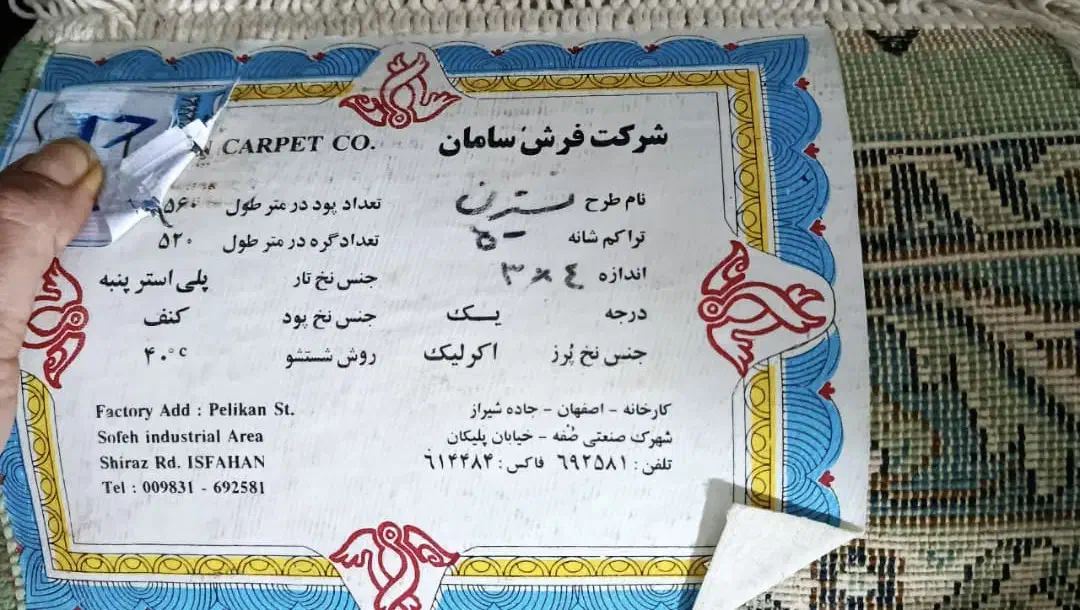 CARPET CO.
شرکت فرش سامان
نام طرح
تعداد پود در متر طول ۵۶۰
تراکم شانه
تعداد گره در متر طول ۵۲۰
اندازه ۳×۴
جنس نخ تار پلی استر پنبه
درجه یک
جنس نخ پود کنف
جنس نخ پُرز اکرلیک
روش شستشو ۴۰°c
کارخانه - اصفهان - جاده شیراز
شهرک صنعتی صُفه - خیابان پلیکان
تلفن : ۶۹۲۵۸۱ فاکس : ۶۱۴۴۸۴
Factory Add : Pelikan St.
Sofeh industrial Area
Shiraz Rd. ISFAHAN
Tel : 009831 - 692581